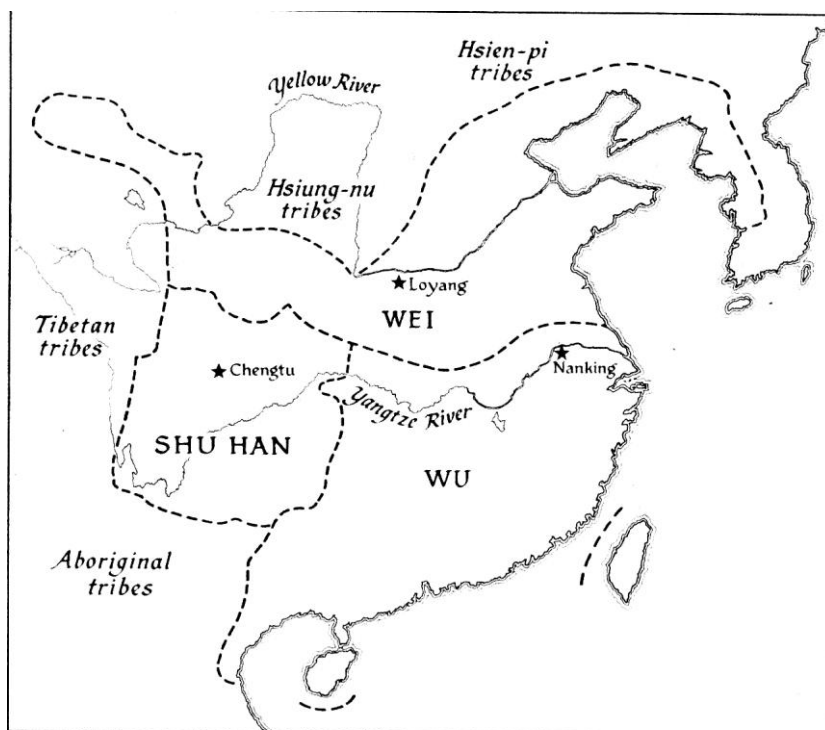 Hsien-pi
tribes
Yellow River
Hsiung-nu
tribes
Loyang
WEI
Tibetan
tribes
Chengtu
Nanking
Yangtze River
SHU HAN
WU
Aboriginal
tribes